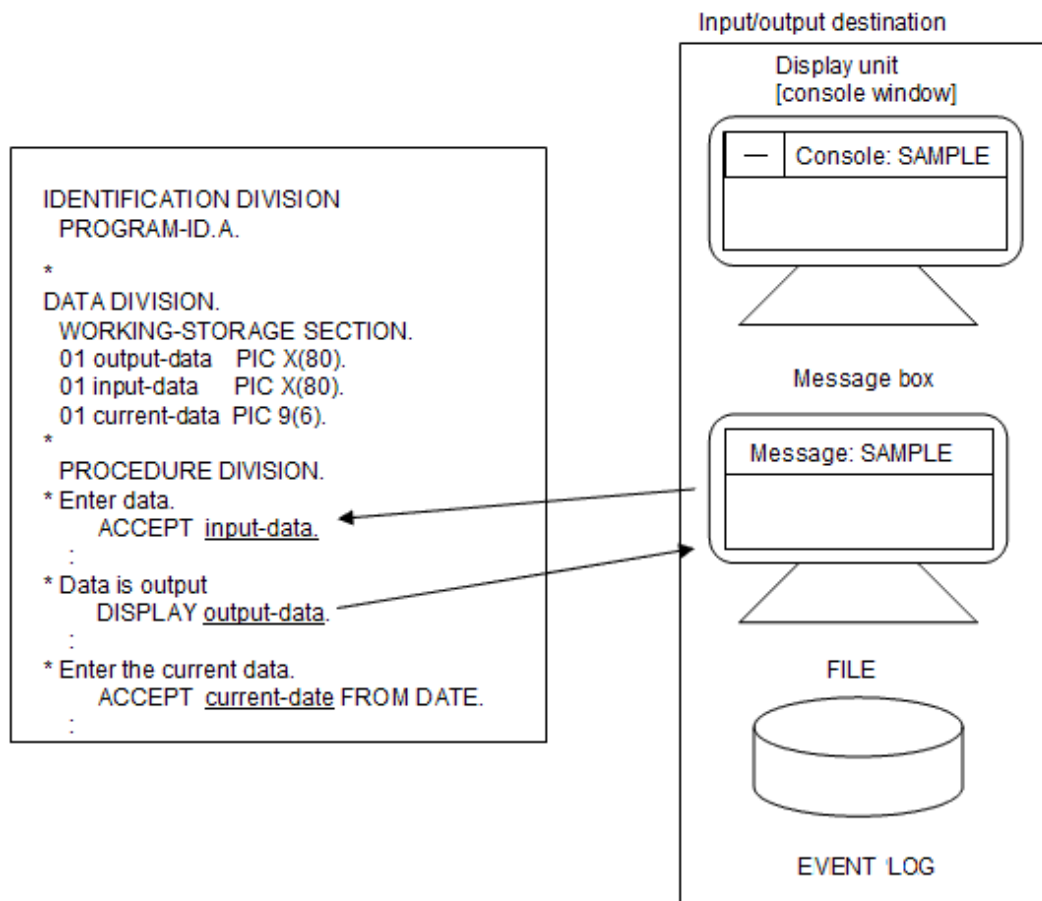 Input/output destination
Display unit
[console window]
— Console: SAMPLE
IDENTIFICATION DIVISION
PROGRAM-ID.A.
*
DATA DIVISION.
WORKING-STORAGE SECTION.
01 output-data PIC X(80).
01 input-data PIC X(80).
01 current-data PIC 9(6).
*
PROCEDURE DIVISION.
* Enter data.
ACCEPT input-data.
:
* Data is output
DISPLAY output-data.
:
* Enter the current data.
ACCEPT current-date FROM DATE.
:
Message box
Message: SAMPLE
FILE
EVENT 'LOG